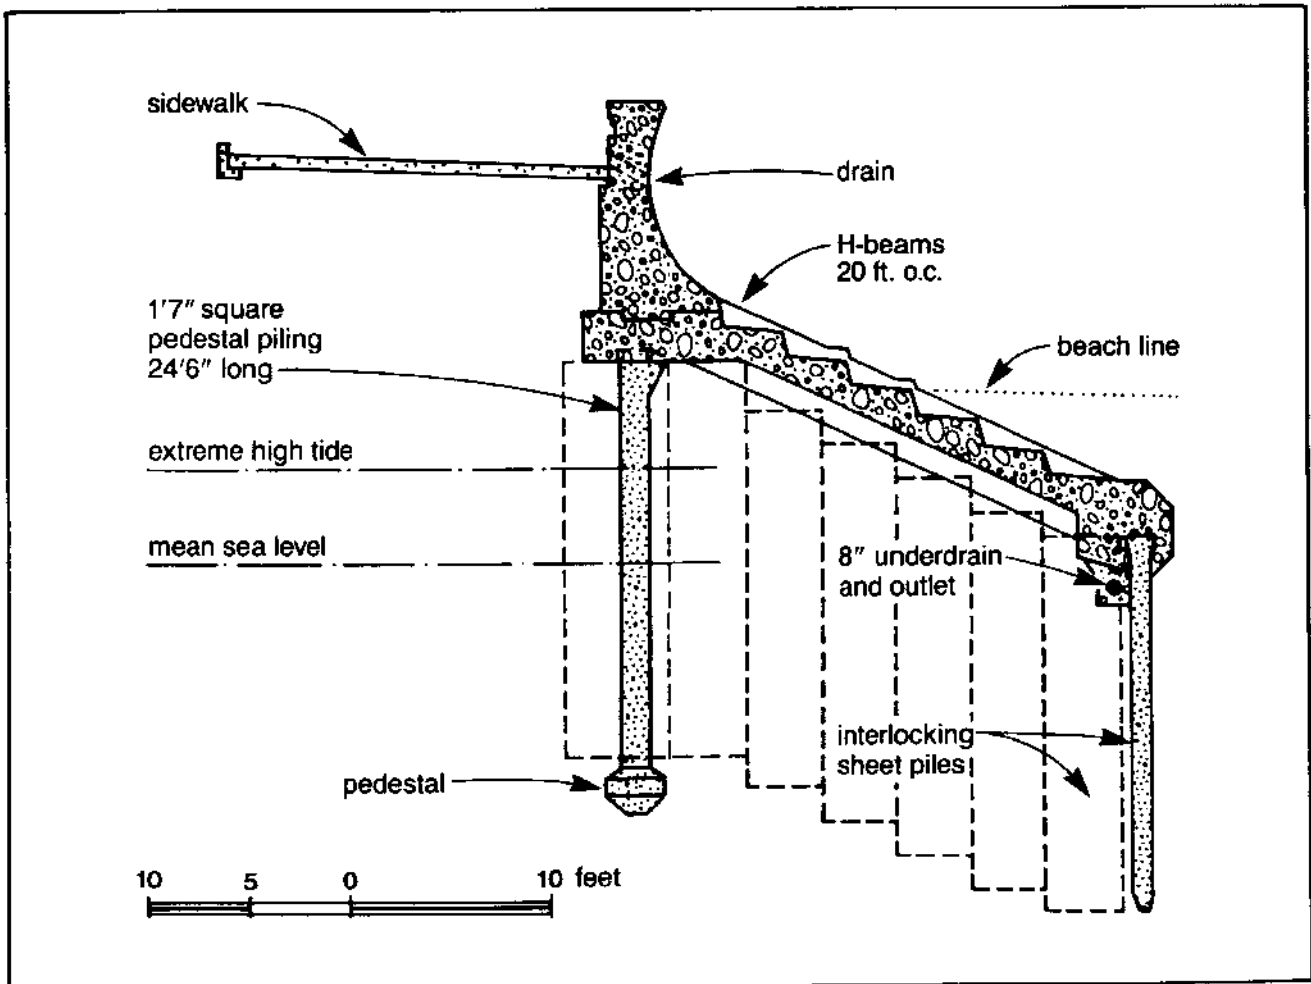 sidewalk
drain
H-beams
20 ft. o.c.
1'7" square
pedestal piling
24'6" long
beach line
extreme high tide
mean sea level
8" underdrain
and outlet
interlocking
sheet piles
pedestal
10 5 0 10 feet